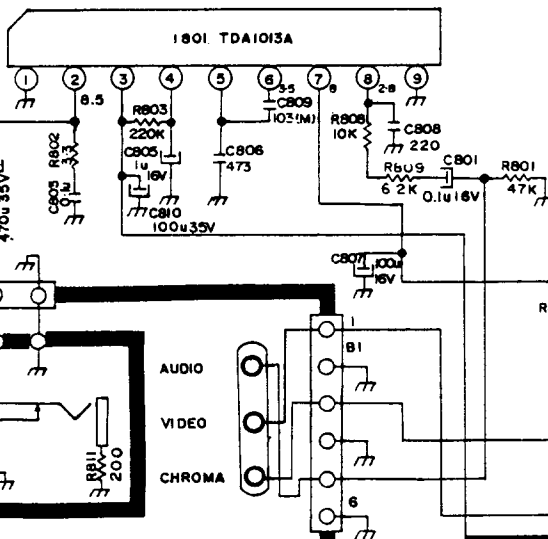 I801 TDA1013A
1 2 3 4 5 6 7 8 9
8.5
3.5
8
2.8
R803
220K
C809
103(M)
R808
10K
C808
220
R802
3.3
C805
1u
16V
C806
473
R809
6.2K
C801
0.1u16V
R801
47K
C803
0.1u
470u35V
C810
100u35V
C807
100u
16V
R
1
B1
AUDIO
VIDEO
CHROMA
R811
200
6